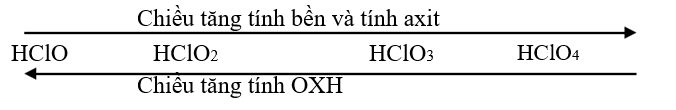 Chiều tăng tính bền và tính axit
HClO HClO₂ HClO₃ HClO₄
Chiều tăng tính OXH